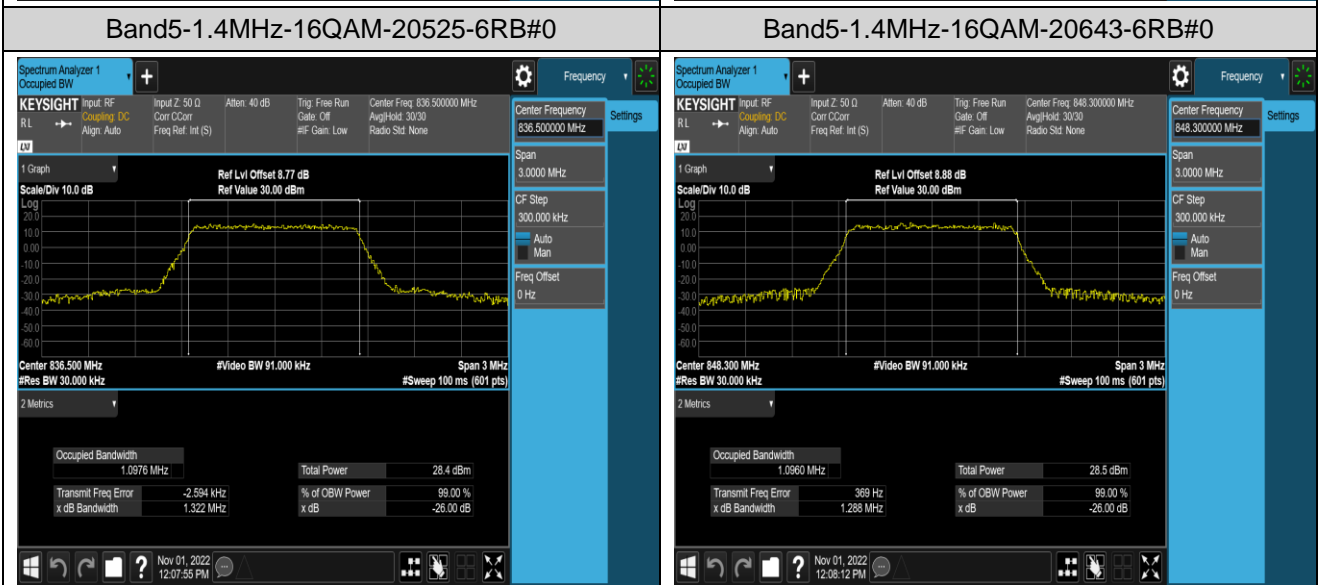 Band5-1.4MHz-16QAM-20525-6RB#0
Spectrum Analyzer 1
Occupied BW
+
Frequency
KEYSIGHT
Input: RF
Input Z: 50 Ω
Atten: 40 dB
Trig: Free Run
Center Freq: 836.500000 MHz
RL
Coupling: DC
Corr CCorr
Gate: Off
Avg|Hold: 30/30
Align: Auto
Freq Ref: Int (S)
#IF Gain: Low
Radio Std: None
LXI
Center Frequency
836.500000 MHz
Settings
Span
3.0000 MHz
CF Step
300.000 kHz
Auto
Man
Freq Offset
0 Hz
1 Graph
Ref Lvl Offset 8.77 dB
Scale/Div 10.0 dB
Ref Value 30.00 dBm
Log
20.0
10.0
0.00
-10.0
-20.0
-30.0
-40.0
-50.0
-60.0
Center 836.500 MHz
#Video BW 91.000 kHz
Span 3 MHz
#Res BW 30.000 kHz
#Sweep 100 ms (601 pts)
2 Metrics
Occupied Bandwidth
1.0976 MHz
Total Power
28.4 dBm
Transmit Freq Error
-2.594 kHz
% of OBW Power
99.00 %
x dB Bandwidth
1.322 MHz
x dB
-26.00 dB
?
Nov 01, 2022
12:07:55 PM
Band5-1.4MHz-16QAM-20643-6RB#0
Spectrum Analyzer 1
Occupied BW
+
Frequency
KEYSIGHT
Input: RF
Input Z: 50 Ω
Atten: 40 dB
Trig: Free Run
Center Freq: 848.300000 MHz
RL
Coupling: DC
Corr CCorr
Gate: Off
Avg|Hold: 30/30
Align: Auto
Freq Ref: Int (S)
#IF Gain: Low
Radio Std: None
LXI
Center Frequency
848.300000 MHz
Settings
Span
3.0000 MHz
CF Step
300.000 kHz
Auto
Man
Freq Offset
0 Hz
1 Graph
Ref Lvl Offset 8.88 dB
Scale/Div 10.0 dB
Ref Value 30.00 dBm
Log
20.0
10.0
0.00
-10.0
-20.0
-30.0
-40.0
-50.0
-60.0
Center 848.300 MHz
#Video BW 91.000 kHz
Span 3 MHz
#Res BW 30.000 kHz
#Sweep 100 ms (601 pts)
2 Metrics
Occupied Bandwidth
1.0960 MHz
Total Power
28.5 dBm
Transmit Freq Error
369 Hz
% of OBW Power
99.00 %
x dB Bandwidth
1.288 MHz
x dB
-26.00 dB
?
Nov 01, 2022
12:08:12 PM